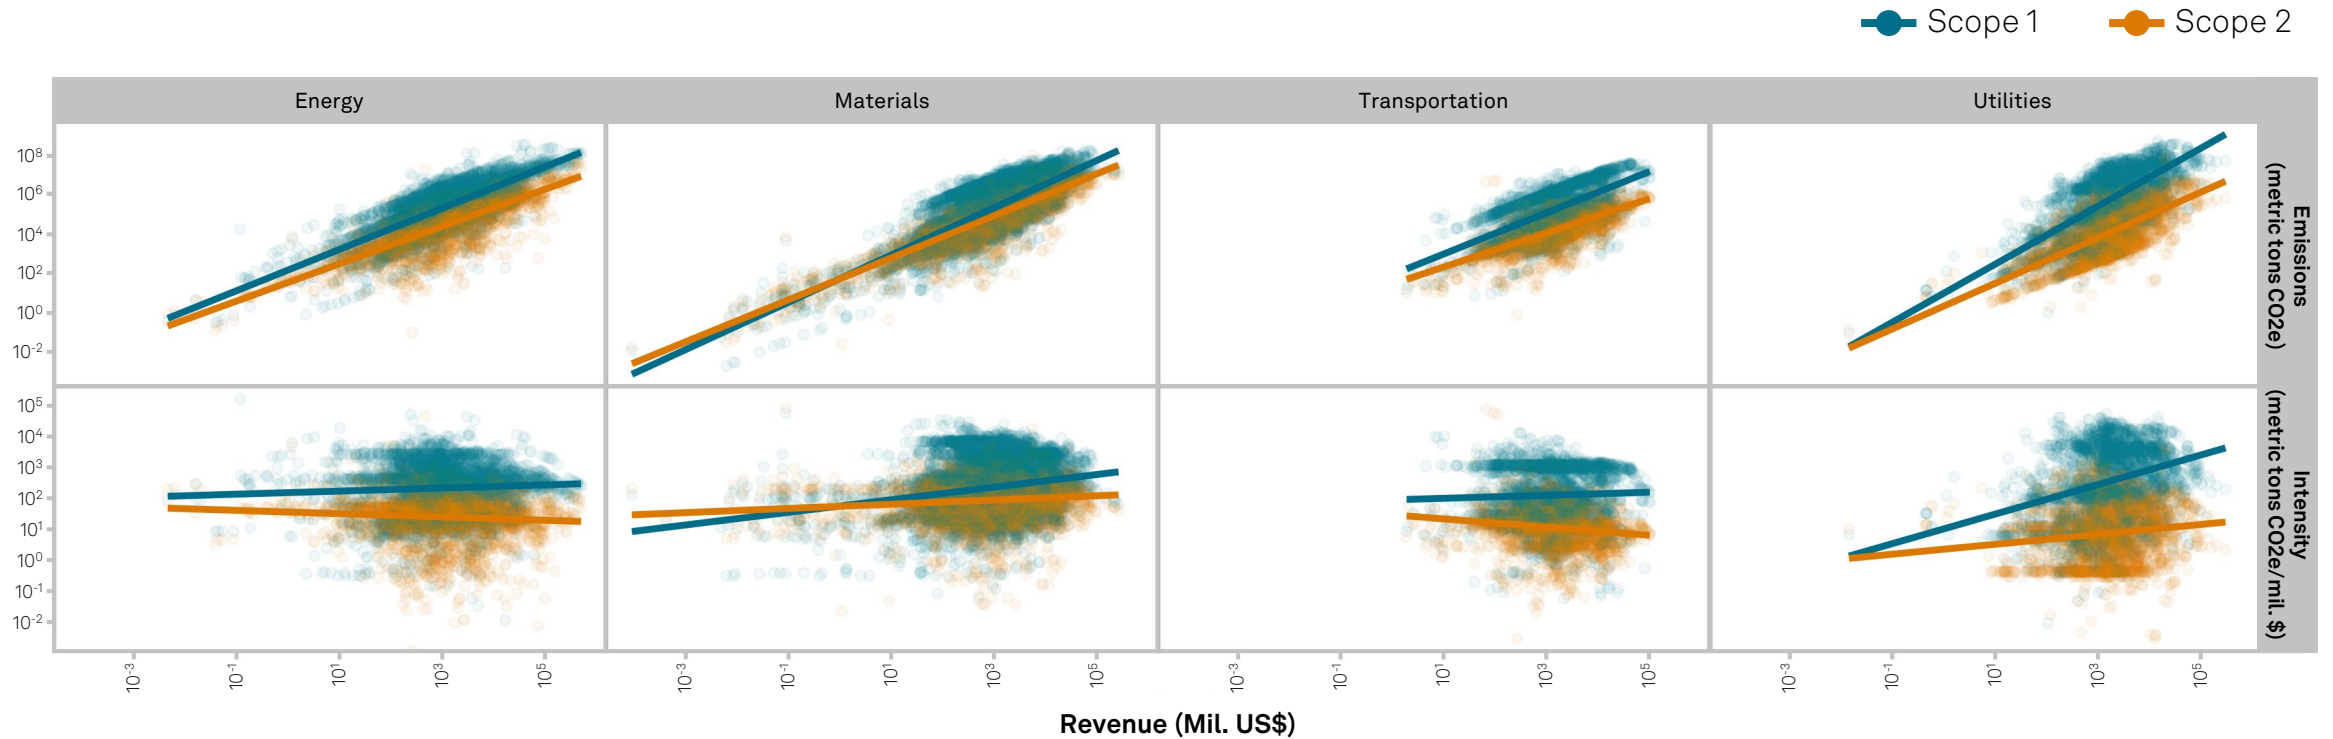 Scope 1 Scope 2
Energy Materials Transportation Utilities
10⁸
10⁶
10⁴
10²
10⁰
10⁻²
Emissions
(metric tons CO2e)
10⁵
10⁴
10³
10²
10¹
10⁰
10⁻¹
10⁻²
Intensity
(metric tons CO2e/mil. $)
10⁻³ 10⁻¹ 10¹ 10³ 10⁵ 10⁻³ 10⁻¹ 10¹ 10³ 10⁵ 10⁻³ 10⁻¹ 10¹ 10³ 10⁵ 10⁻³ 10⁻¹ 10¹ 10³ 10⁵
Revenue (Mil. US$)